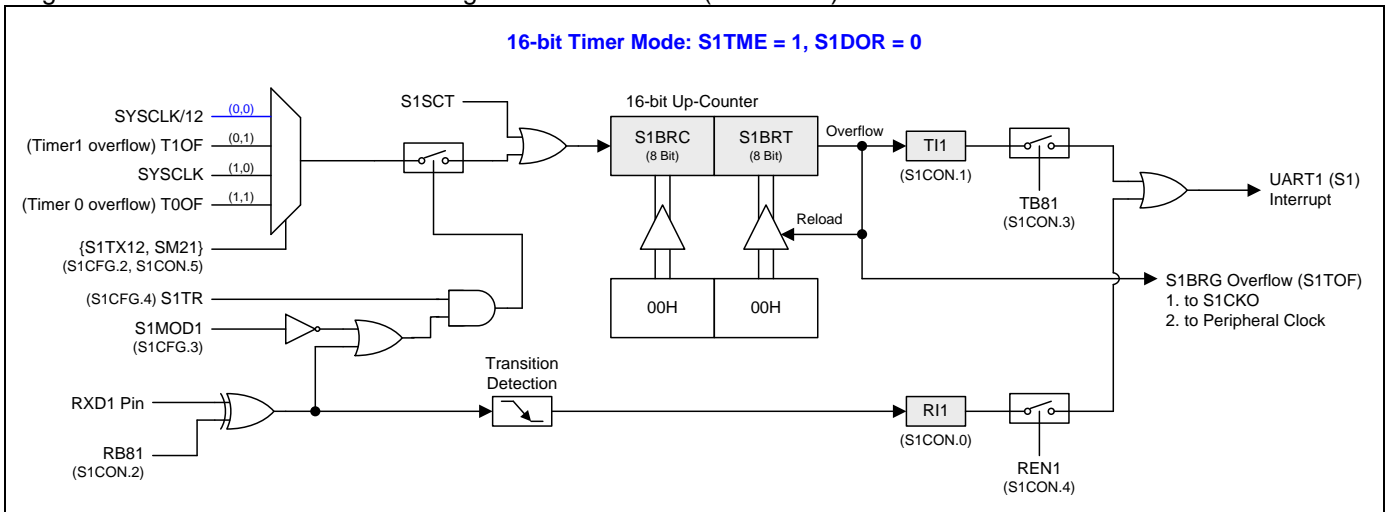 16-bit Timer Mode: S1TME = 1, S1DOR = 0
SYSCLK/12
(0,0)
(Timer1 overflow) T1OF
(0,1)
SYSCLK
(1,0)
(Timer 0 overflow) T0OF
(1,1)
{S1TX12, SM21}
(S1CFG.2, S1CON.5)
(S1CFG.4) S1TR
S1MOD1
(S1CFG.3)
RXD1 Pin
RB81
(S1CON.2)
S1SCT
16-bit Up-Counter
S1BRC
(8 Bit)
S1BRT
(8 Bit)
Overflow
Reload
00H
00H
Transition
Detection
TI1
(S1CON.1)
TB81
(S1CON.3)
UART1 (S1)
Interrupt
S1BRG Overflow (S1TOF)
1. to S1CKO
2. to Peripheral Clock
RI1
(S1CON.0)
REN1
(S1CON.4)